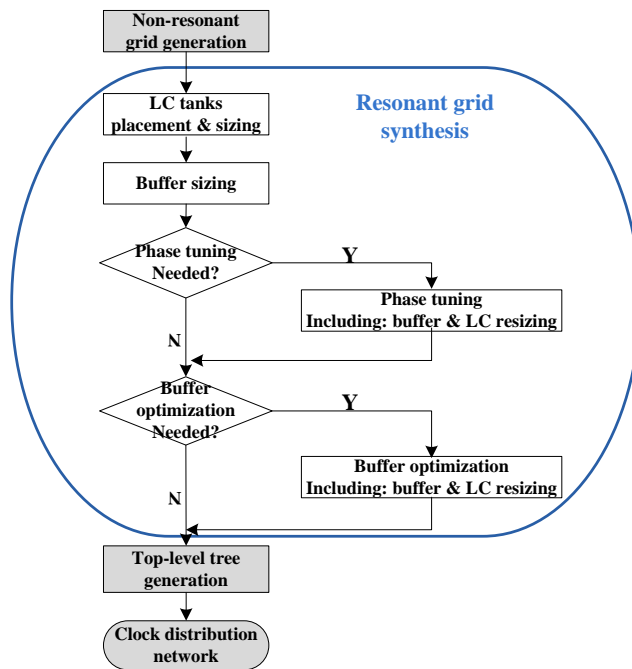 Non-resonant
grid generation
LC tanks
placement & sizing
Resonant grid
synthesis
Buffer sizing
Phase tuning
Needed?
Y
Phase tuning
Including: buffer & LC resizing
N
Buffer
optimization
Needed?
Y
Buffer optimization
Including: buffer & LC resizing
N
Top-level tree
generation
Clock distribution
network